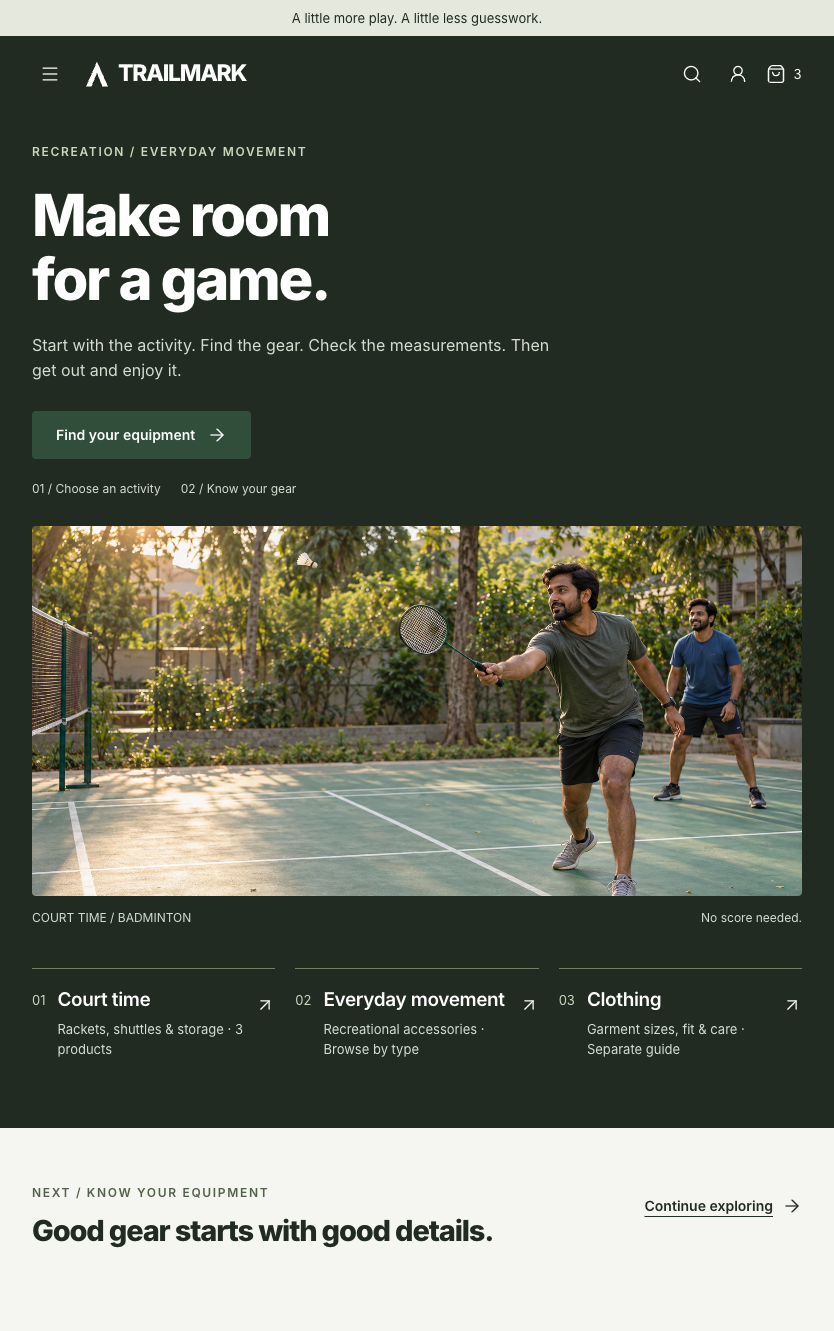 A little more play. A little less guesswork.
TRAILMARK
3
RECREATION / EVERYDAY MOVEMENT
Make room
for a game.
Start with the activity. Find the gear. Check the measurements. Then
get out and enjoy it.
Find your equipment
01 / Choose an activity 02 / Know your gear
COURT TIME / BADMINTON
No score needed.
01 Court time
Rackets, shuttles & storage · 3
products
02 Everyday movement
Recreational accessories ·
Browse by type
03 Clothing
Garment sizes, fit & care ·
Separate guide
NEXT / KNOW YOUR EQUIPMENT
Good gear starts with good details.
Continue exploring